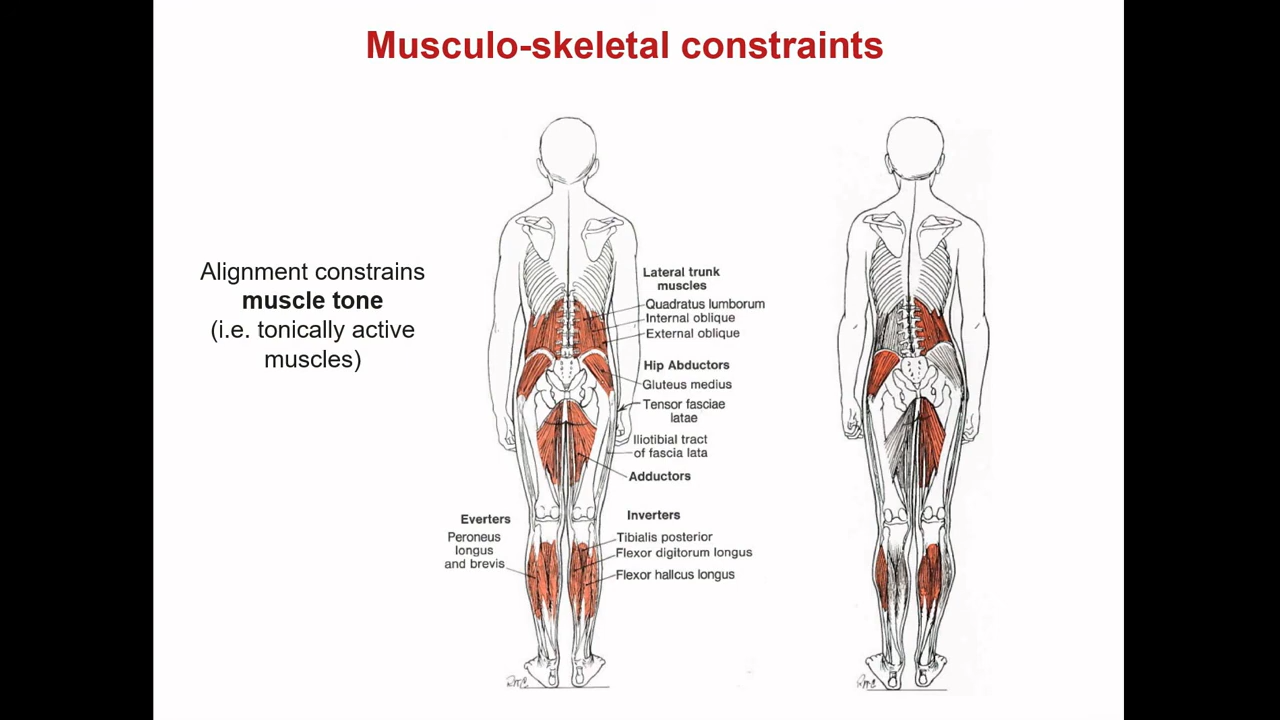 Musculo-skeletal constraints
Alignment constrains
muscle tone
(i.e. tonically active
muscles)
Lateral trunk
muscles
Quadratus lumborum
Internal oblique
External oblique
Hip Abductors
Gluteus medius
Tensor fasciae
latae
Iliotibial tract
of fascia lata
Adductors
Everters
Peroneus
longus
and brevis
Inverters
Tibialis posterior
Flexor digitorum longus
Flexor hallcus longus